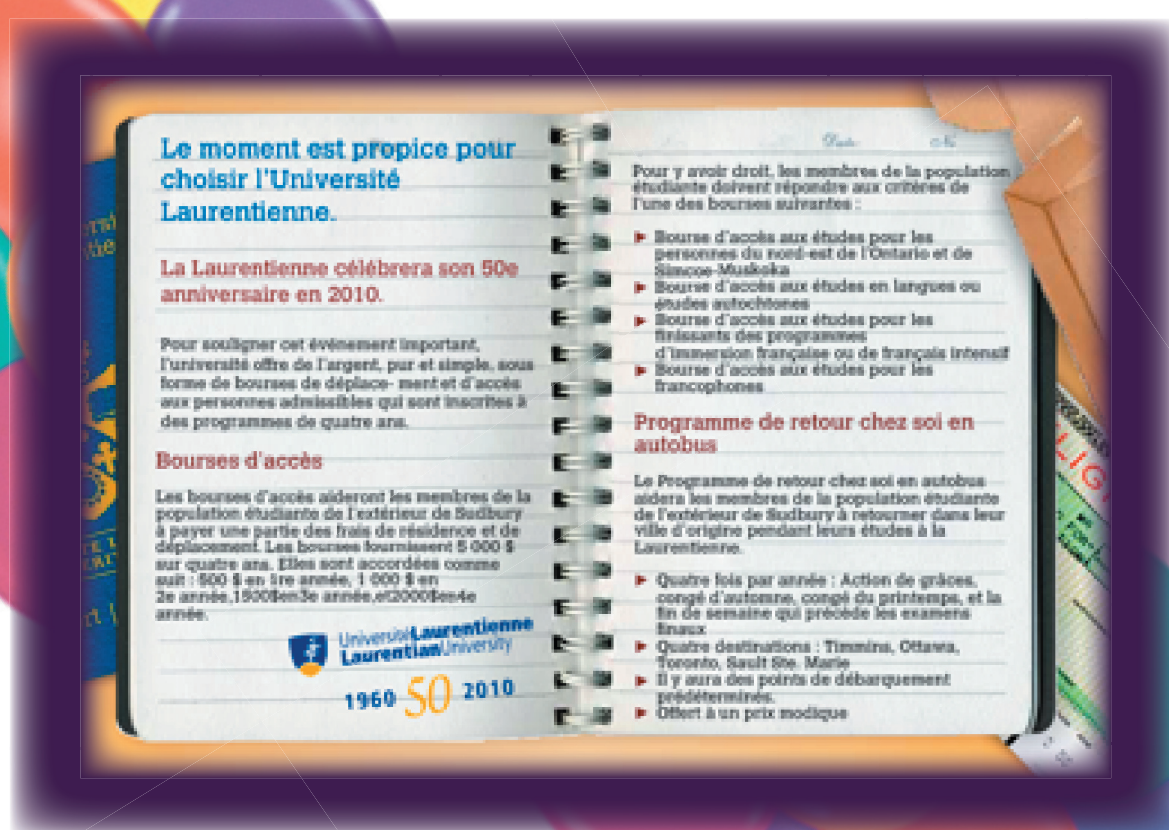 Le moment est propice pour
choisir l'Université
Laurentienne.
La Laurentienne célébrera son 50e
anniversaire en 2010.
Pour souligner cet événement important,
l'université offre de l'argent, pur et simple, sous
forme de bourses de déplace- ment et d'accès
aux personnes admissibles qui sont inscrites à
des programmes de quatre ans.
Bourses d'accès
Les bourses d'accès aideront les membres de la
population étudiante de l'extérieur de Sudbury
à payer une partie des frais de résidence et de
déplacement. Les bourses fournissent 5 000 $
sur quatre ans. Elles sont accordées comme
suit : 500 $ en 1re année, 1 000 $ en
2e année,1500$en3e année,et2000$en4e
année.
UniversitéLaurentienne
LaurentianUniversity
1960 50 2010
Pour y avoir droit, les membres de la population
étudiante doivent répondre aux critères de
l'une des bourses suivantes :
► Bourse d'accès aux études pour les
personnes du nord-est de l'Ontario et de
Simcoe-Muskoka
► Bourse d'accès aux études en langues ou
études autochtones
► Bourse d'accès aux études pour les
finissants des programmes
d'immersion française ou de français intensif
► Bourse d'accès aux études pour les
francophones
Programme de retour chez soi en
autobus
Le Programme de retour chez soi en autobus
aidera les membres de la population étudiante
de l'extérieur de Sudbury à retourner dans leur
ville d'origine pendant leurs études à la
Laurentienne.
► Quatre fois par année : Action de grâces,
congé d'automne, congé du printemps, et la
fin de semaine qui précède les examens
finaux
► Quatre destinations : Timmins, Ottawa,
Toronto, Sault Ste. Marie
► Il y aura des points de débarquement
prédéterminés.
► Offert à un prix modique